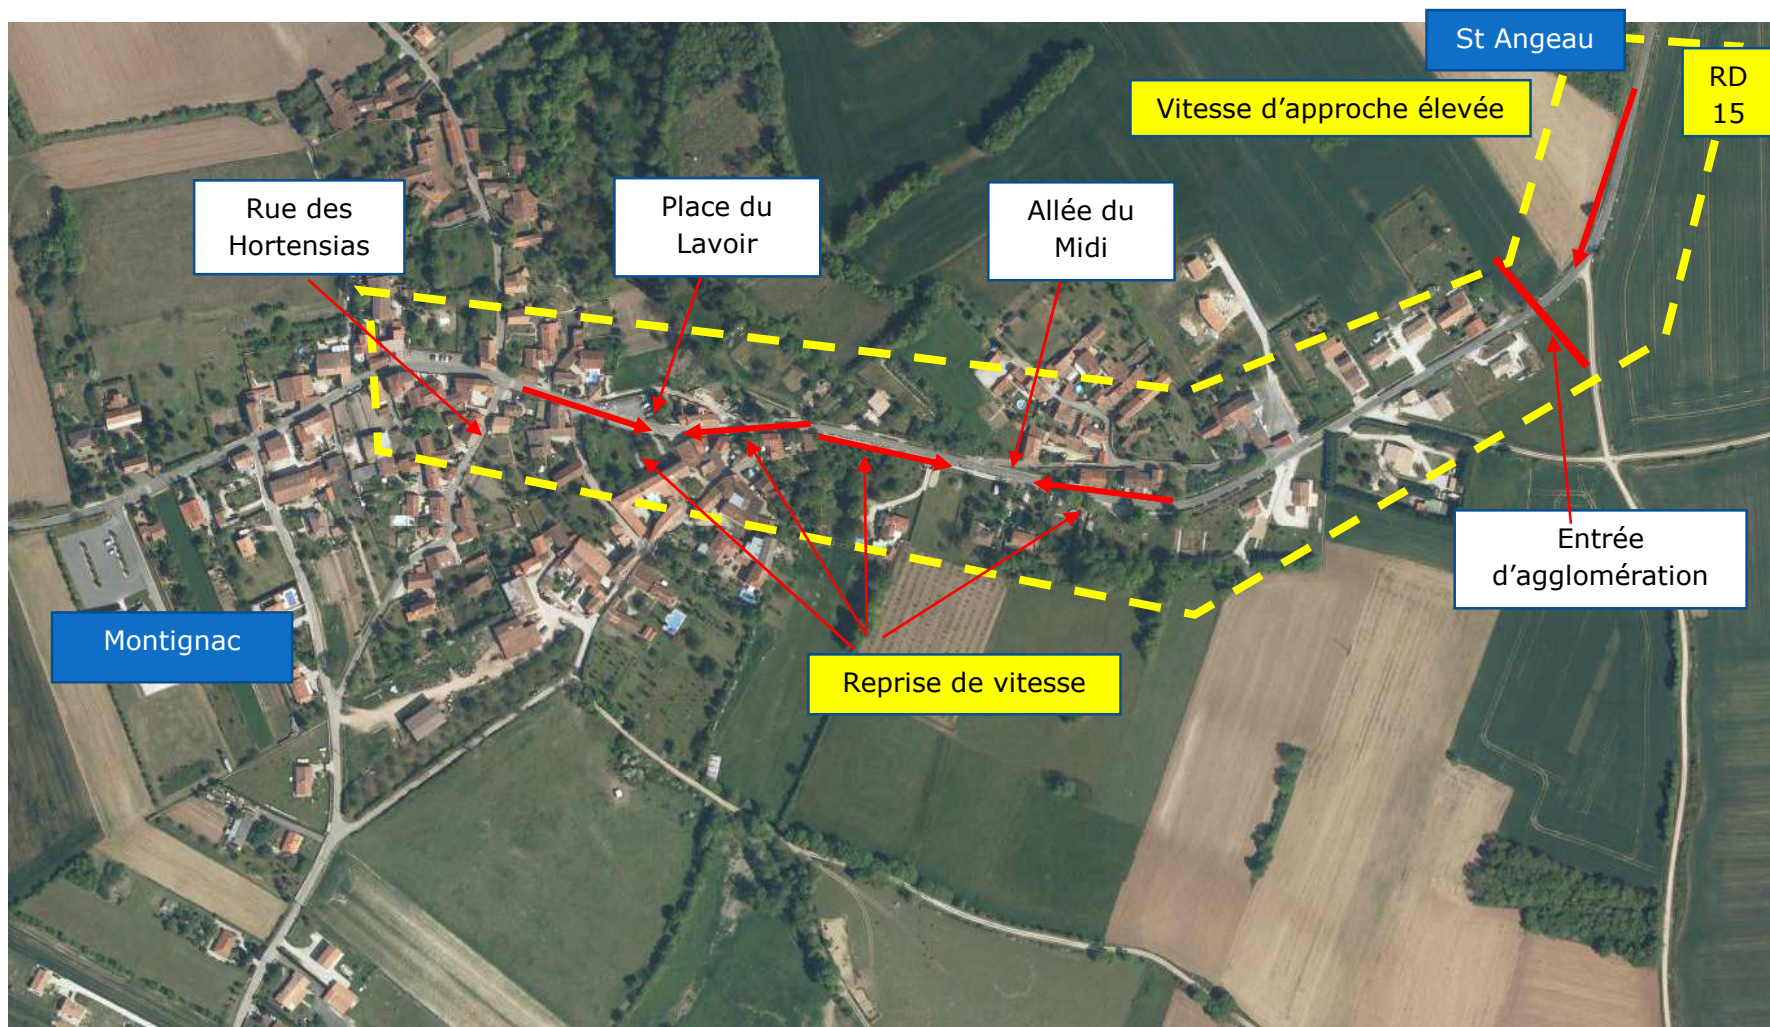 St Angeau
RD
15
Vitesse d’approche élevée
Rue des
Hortensias
Place du
Lavoir
Allée du
Midi
Entrée
d’agglomération
Montignac
Reprise de vitesse